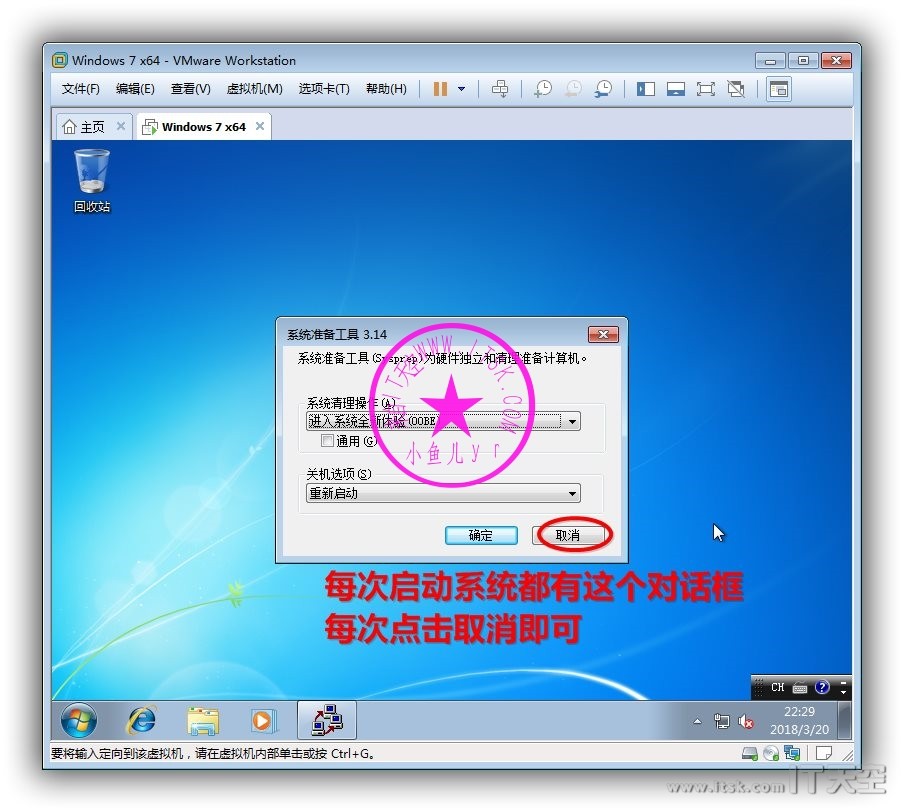 Windows 7 x64 - VMware Workstation
文件(F) 编辑(E) 查看(V) 虚拟机(M) 选项卡(T) 帮助(H)
主页 Windows 7 x64
回收站
系统准备工具 3.14
系统准备工具(Sysprep)为硬件独立和清理准备计算机。
系统清理操作(A)
进入系统全新体验(OOBE)
通用(G)
关机选项(S)
重新启动
确定 取消
WWW.ITSK.COM
小鱼儿yr
每次启动系统都有这个对话框
每次点击取消即可
CH
22:29
2018/3/20
要将输入定向到该虚拟机，请在虚拟机内部单击或按 Ctrl+G。
www.itsk.com IT天空